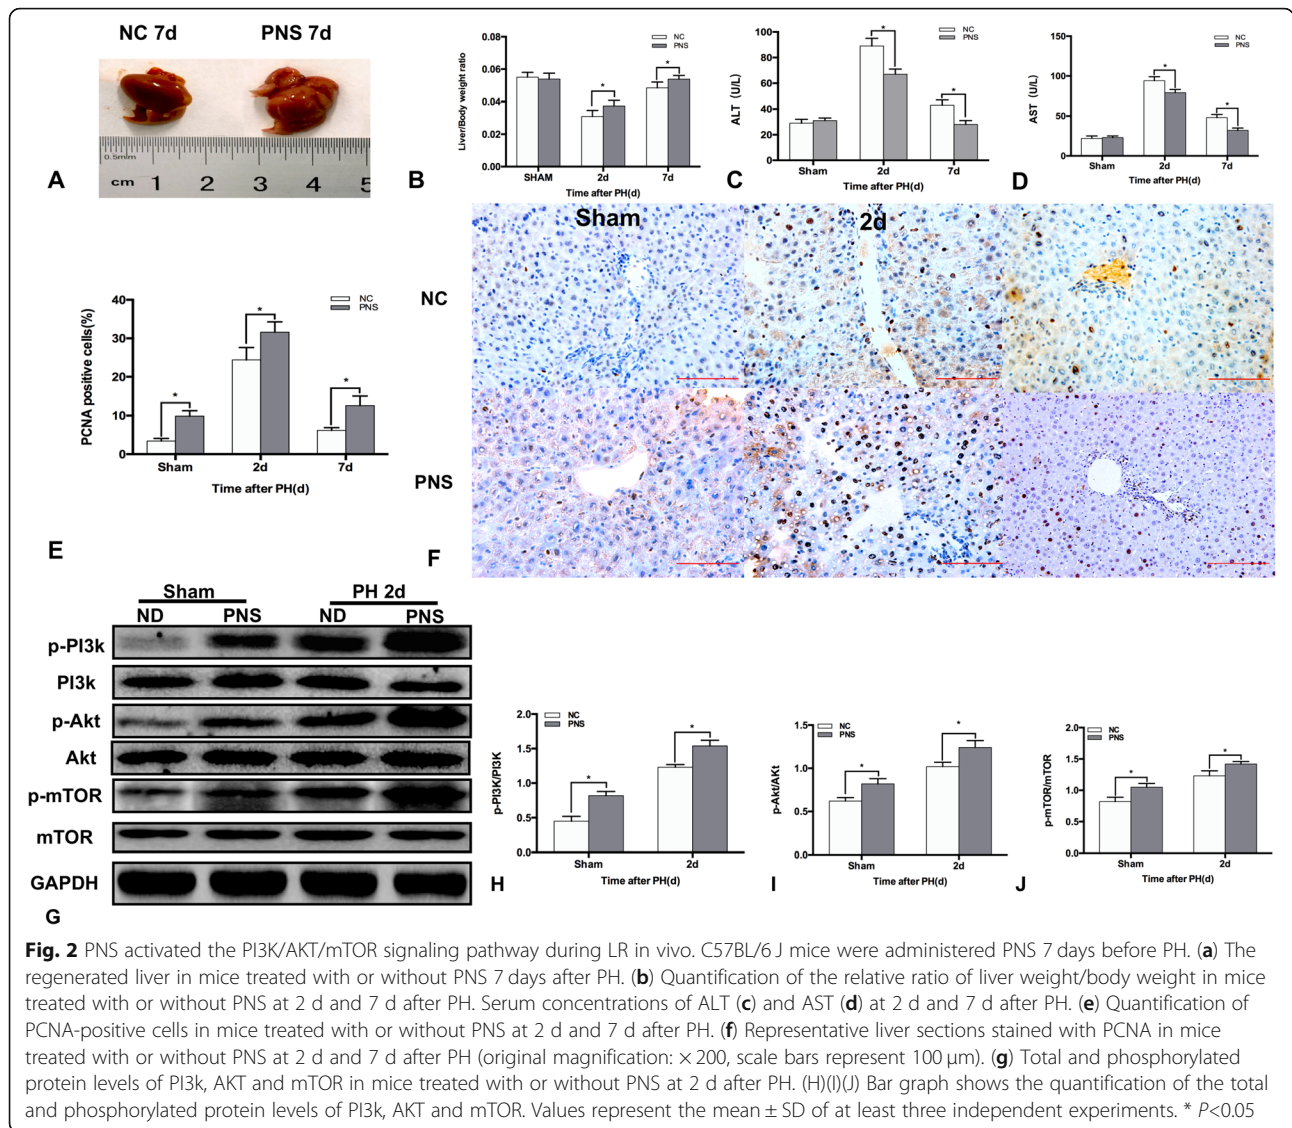 NC 7d
PNS 7d
0.5mm
cm 1 2 3 4 5
A
NC
PNS
Liver/Body weight ratio
0.08
0.06
0.04
0.02
0.00
*
*
SHAM 2d 7d
Time after PH(d)
B
NC
PNS
ALT (U/L)
100
80
60
40
20
0
*
*
Sham 2d 7d
Time after PH(d)
C
NC
PNS
AST (U/L)
150
100
50
0
*
*
Sham 2d 7d
Time after PH(d)
D
NC
PNS
PCNA positive cells(%)
40
30
20
10
0
*
*
*
Sham 2d 7d
Time after PH(d)
E
Sham
2d
NC
PNS
F
Sham PH 2d
ND PNS ND PNS
p-PI3k
PI3k
p-Akt
Akt
p-mTOR
mTOR
GAPDH
G
NC
PNS
p-PI3K/PI3K
2.0
1.5
1.0
0.5
0.0
*
*
Sham 2d
Time after PH(d)
H
NC
PNS
p-Akt/AKt
1.5
1.0
0.5
0.0
*
*
Sham 2d
Time after PH(d)
I
NC
PNS
p-mTOR/mTOR
2.0
1.5
1.0
0.5
0.0
*
*
Sham 2d
Time after PH(d)
J
Fig. 2 PNS activated the PI3K/AKT/mTOR signaling pathway during LR in vivo. C57BL/6 J mice were administered PNS 7 days before PH. (a) The
regenerated liver in mice treated with or without PNS 7 days after PH. (b) Quantification of the relative ratio of liver weight/body weight in mice
treated with or without PNS at 2 d and 7 d after PH. Serum concentrations of ALT (c) and AST (d) at 2 d and 7 d after PH. (e) Quantification of
PCNA-positive cells in mice treated with or without PNS at 2 d and 7 d after PH. (f) Representative liver sections stained with PCNA in mice
treated with or without PNS at 2 d and 7 d after PH (original magnification: × 200, scale bars represent 100 μm). (g) Total and phosphorylated
protein levels of PI3k, AKT and mTOR in mice treated with or without PNS at 2 d after PH. (H)(I)(J) Bar graph shows the quantification of the total
and phosphorylated protein levels of PI3k, AKT and mTOR. Values represent the mean ± SD of at least three independent experiments. * P<0.05